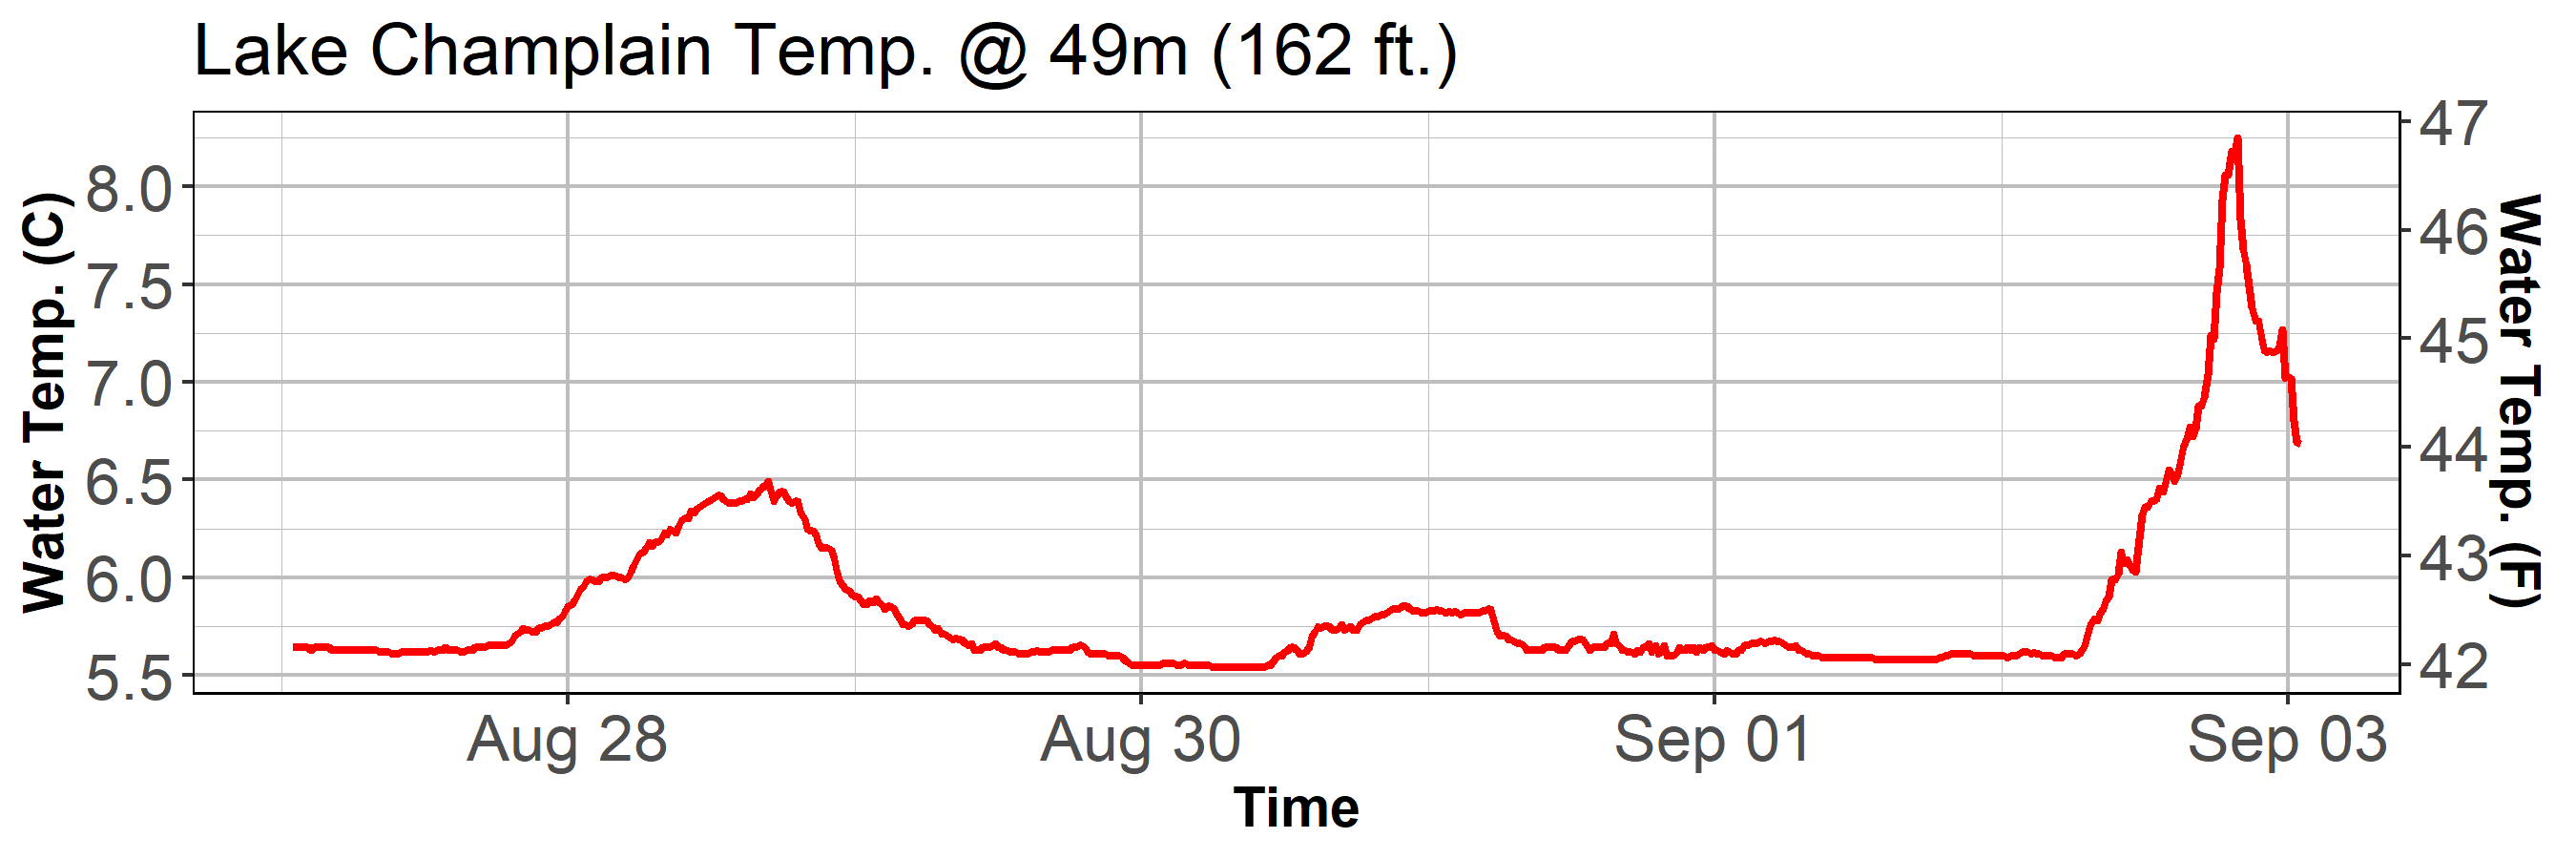 Lake Champlain Temp. @ 49m (162 ft.)
Water Temp. (C)
8.0
7.5
7.0
6.5
6.0
5.5
47
46
45
44
43
42
Water Temp. (F)
Aug 28
Aug 30
Sep 01
Sep 03
Time